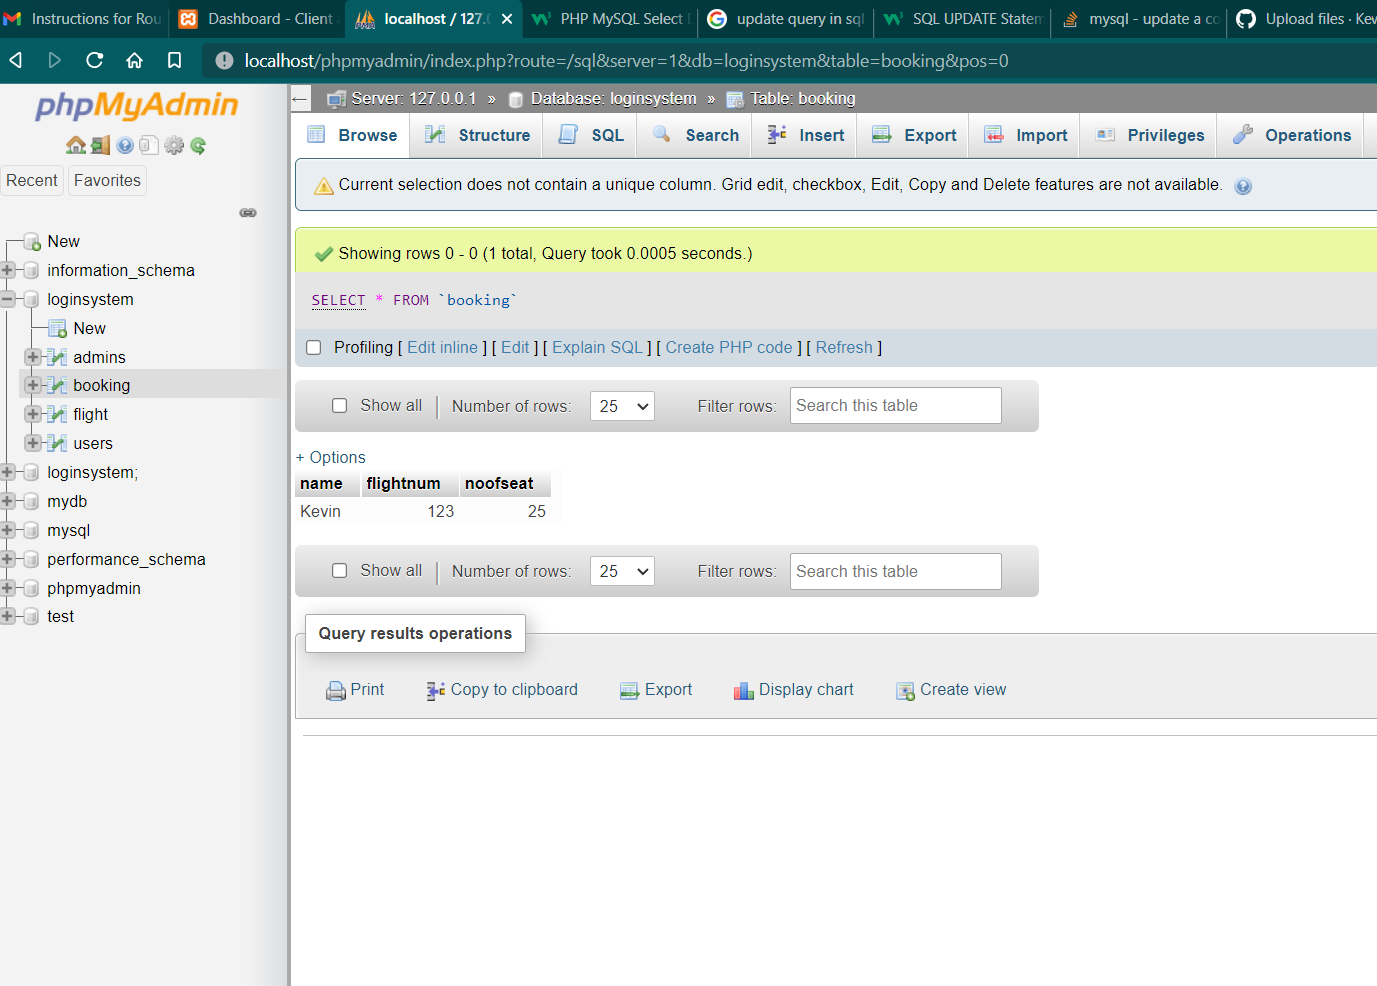 Instructions for Rou
Dashboard - Client
localhost / 127.0
PHP MySQL Select
update query in sql
SQL UPDATE Statem
mysql - update a co
Upload files · Kev
localhost/phpmyadmin/index.php?route=/sql&server=1&db=loginsystem&table=booking&pos=0
phpMyAdmin
Recent
Favorites
New
information_schema
loginsystem
New
admins
booking
flight
users
loginsystem;
mydb
mysql
performance_schema
phpmyadmin
test
Server: 127.0.0.1 » Database: loginsystem » Table: booking
Browse
Structure
SQL
Search
Insert
Export
Import
Privileges
Operations
Current selection does not contain a unique column. Grid edit, checkbox, Edit, Copy and Delete features are not available.
Showing rows 0 - 0 (1 total, Query took 0.0005 seconds.)
SELECT * FROM `booking`
Profiling [ Edit inline ] [ Edit ] [ Explain SQL ] [ Create PHP code ] [ Refresh ]
Show all
Number of rows:
25
Filter rows:
Search this table
+ Options
name flightnum noofseat
Kevin 123 25
Show all
Number of rows:
25
Filter rows:
Search this table
Query results operations
Print
Copy to clipboard
Export
Display chart
Create view